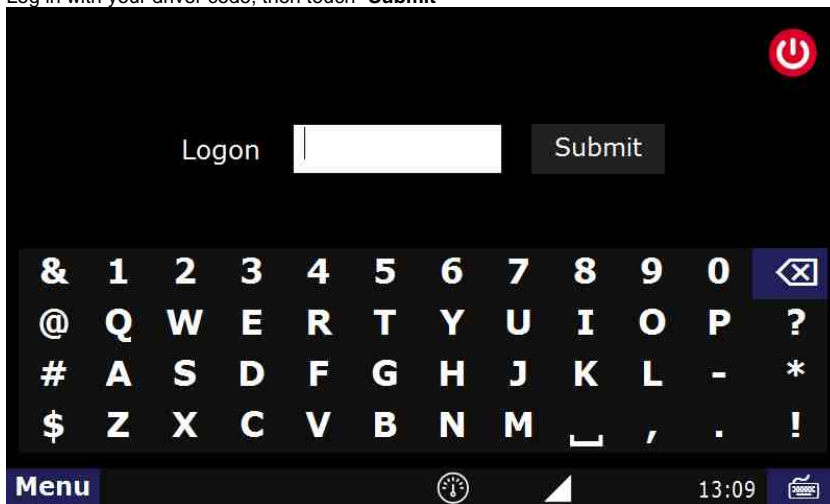 Log in with your driver code, then touch "Submit"
Logon Submit
& 1 2 3 4 5 6 7 8 9 0
@ Q W E R T Y U I O P ?
# A S D F G H J K L - *
$ Z X C V B N M , . !
Menu 13:09